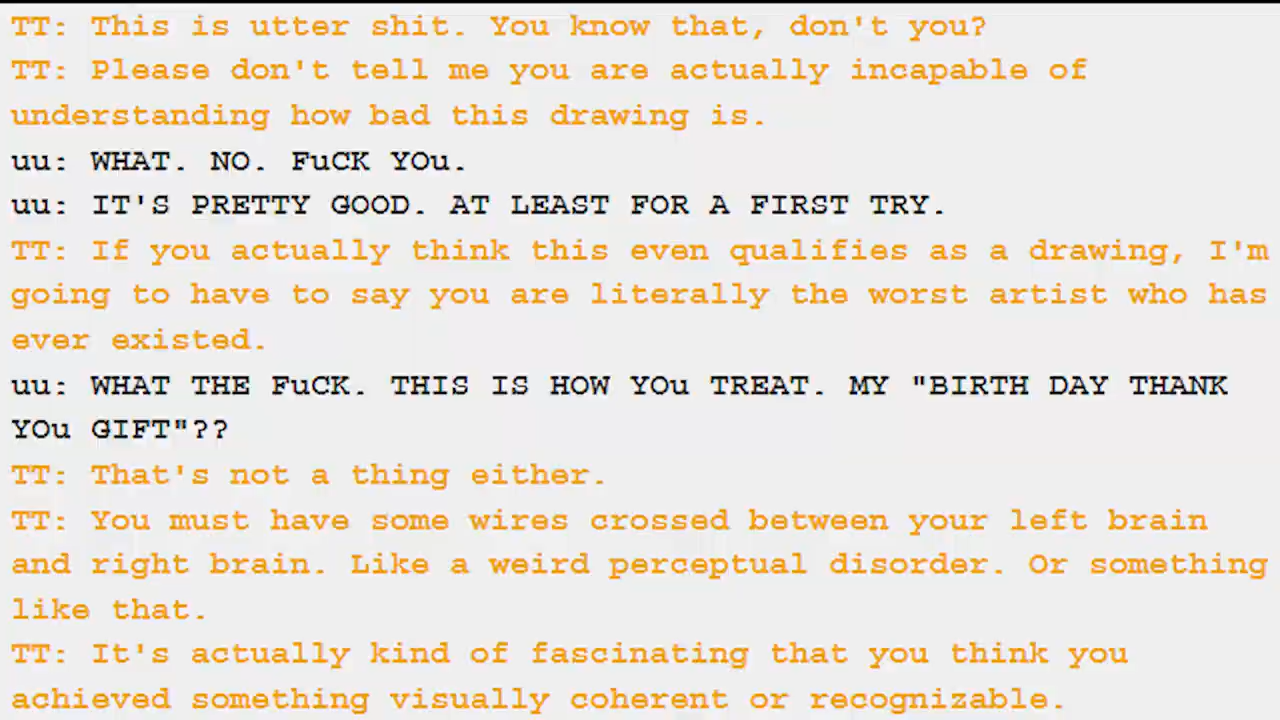 TT: This is utter shit. You know that, don't you?
TT: Please don't tell me you are actually incapable of
understanding how bad this drawing is.
uu: WHAT. NO. FuCK YOu.
uu: IT'S PRETTY GOOD. AT LEAST FOR A FIRST TRY.
TT: If you actually think this even qualifies as a drawing, I'm
going to have to say you are literally the worst artist who has
ever existed.
uu: WHAT THE FuCK. THIS IS HOW YOu TREAT. MY "BIRTH DAY THANK
YOu GIFT"??
TT: That's not a thing either.
TT: You must have some wires crossed between your left brain
and right brain. Like a weird perceptual disorder. Or something
like that.
TT: It's actually kind of fascinating that you think you
achieved something visually coherent or recognizable.